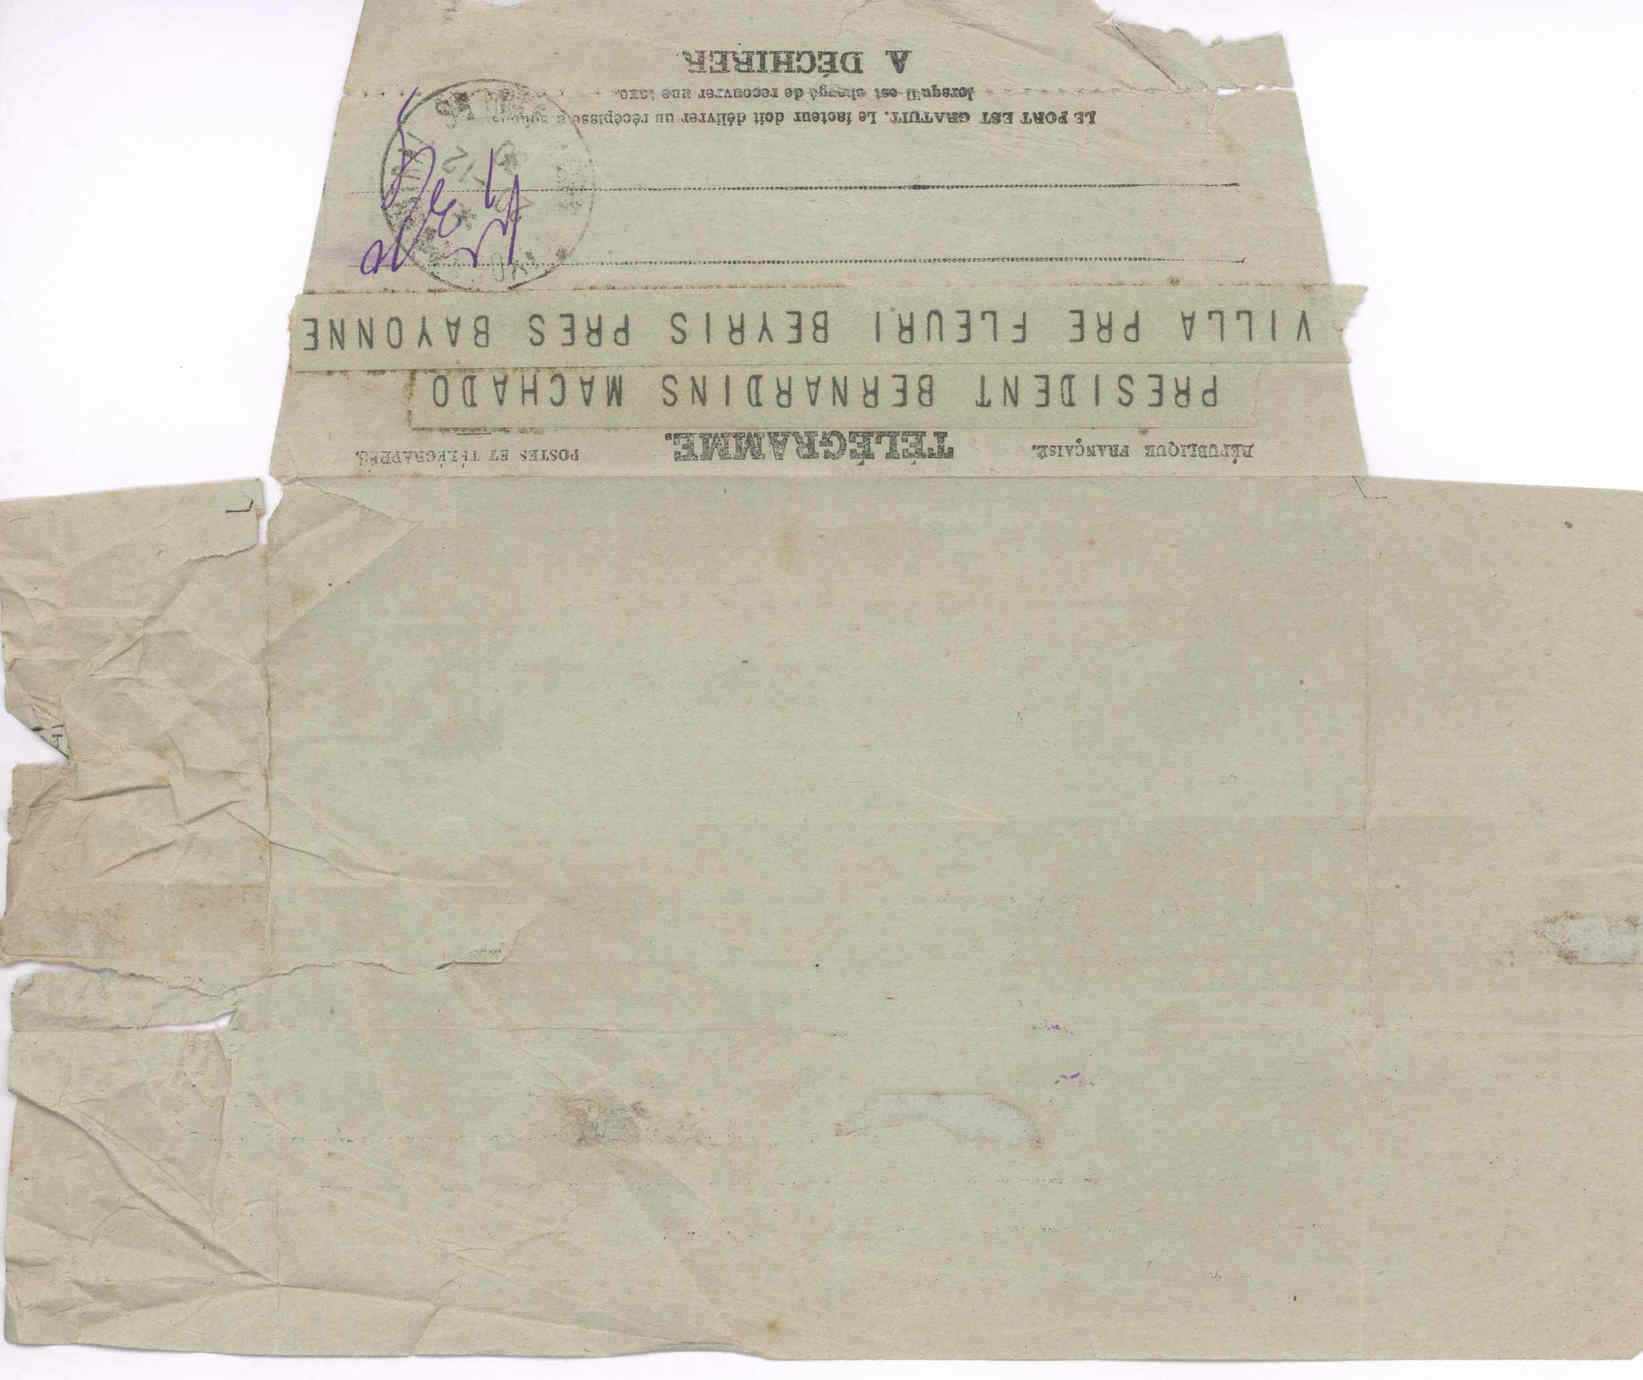 RÉPUBLIQUE FRANÇAISE. TÉLÉGRAMME. POSTES ET TÉLÉGRAPHES.
PRESIDENT BERNARDINS MACHADO
VILLA PRE FLEURI BEYRIS PRES BAYONNE
LE PORT EST GRATUIT. Le facteur doit délivrer un récépissé
lorsqu'il est chargé de recouvrer une taxe.
A DÉCHIRER